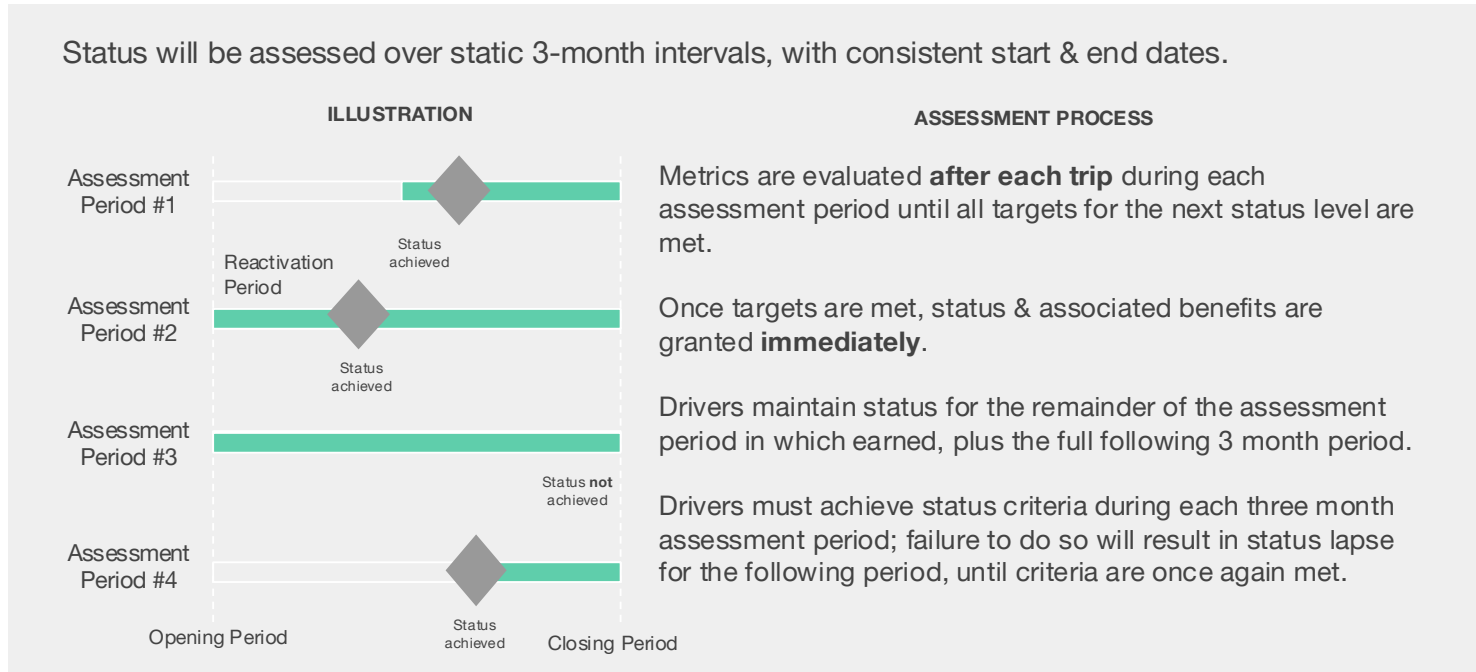 Status will be assessed over static 3-month intervals, with consistent start & end dates.
ILLUSTRATION
Assessment
Period #1
Status
achieved
Reactivation
Period
Assessment
Period #2
Status
achieved
Assessment
Period #3
Status not
achieved
Assessment
Period #4
Status
achieved
Opening Period
Closing Period
ASSESSMENT PROCESS
Metrics are evaluated after each trip during each
assessment period until all targets for the next status level are
met.
Once targets are met, status & associated benefits are
granted immediately.
Drivers maintain status for the remainder of the assessment
period in which earned, plus the full following 3 month period.
Drivers must achieve status criteria during each three month
assessment period; failure to do so will result in status lapse
for the following period, until criteria are once again met.